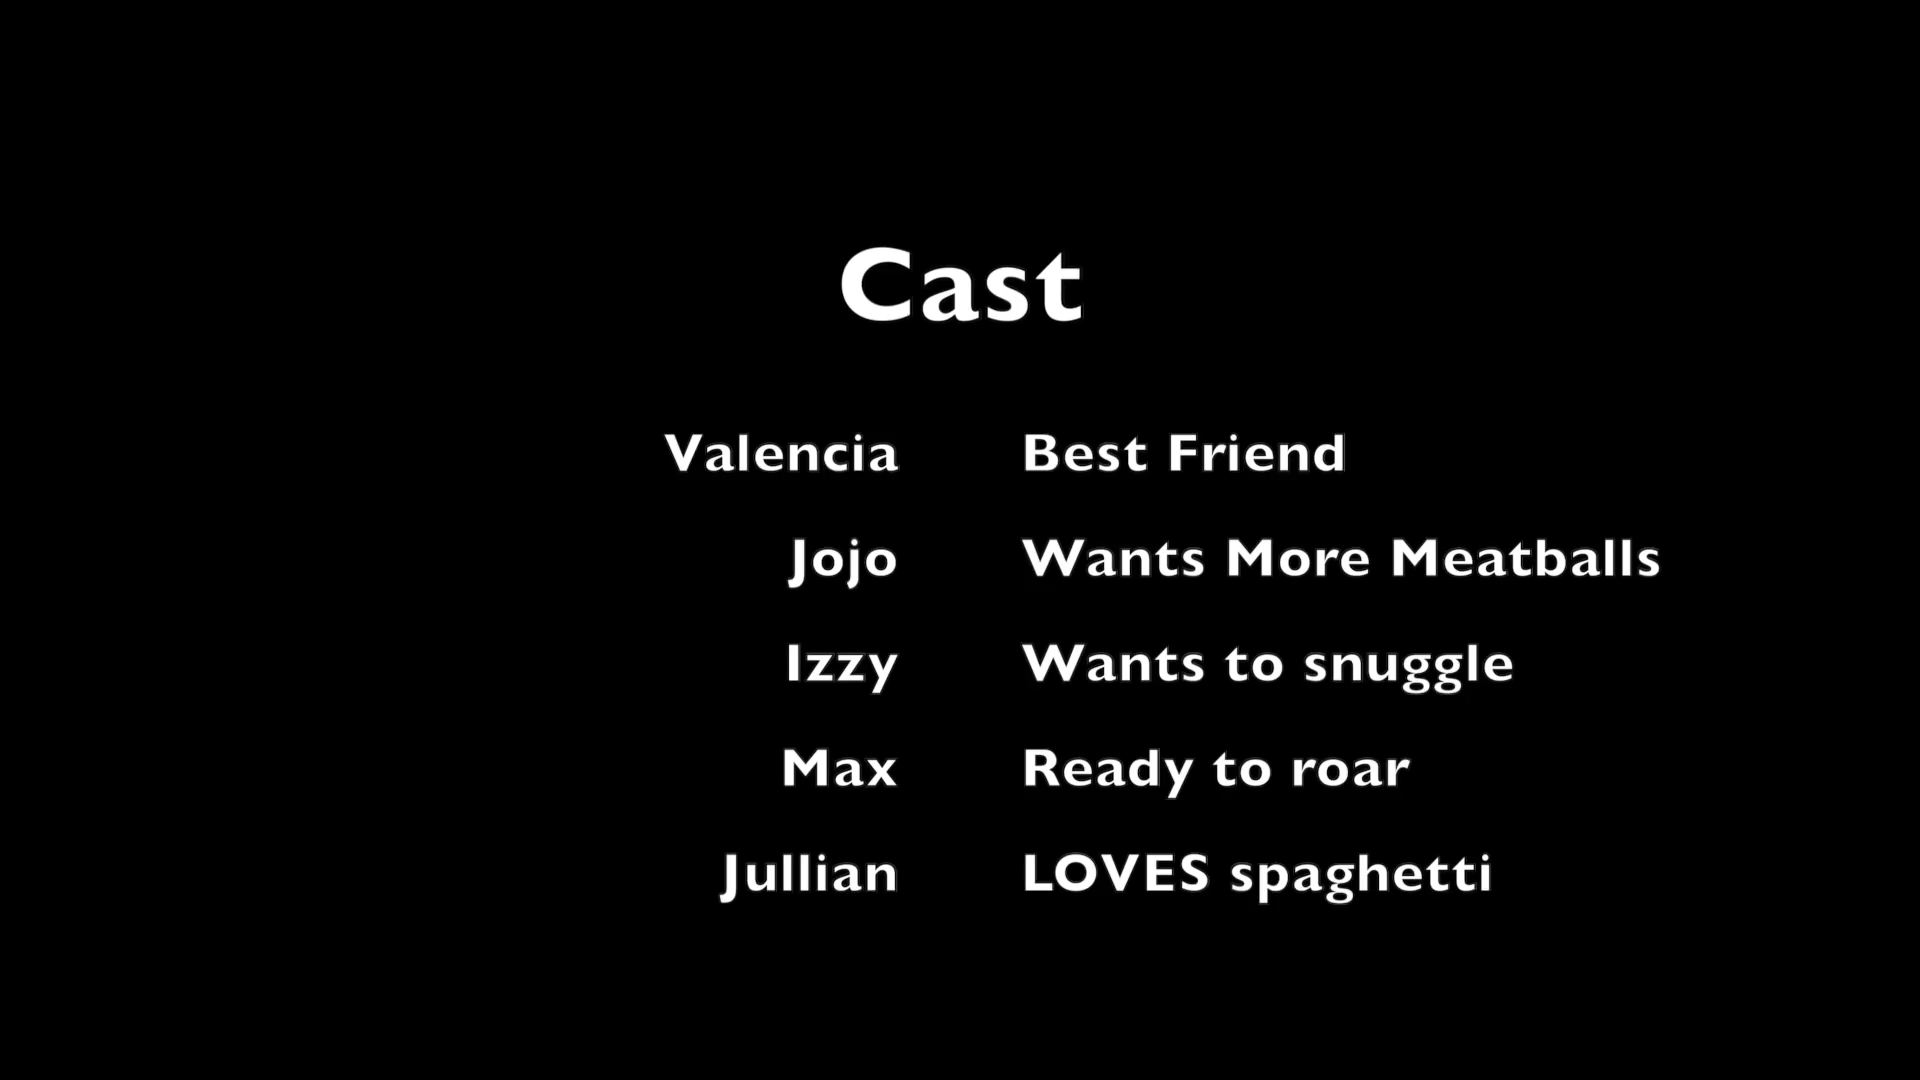 Cast
Valencia Best Friend
Jojo Wants More Meatballs
Izzy Wants to snuggle
Max Ready to roar
Jullian LOVES spaghetti